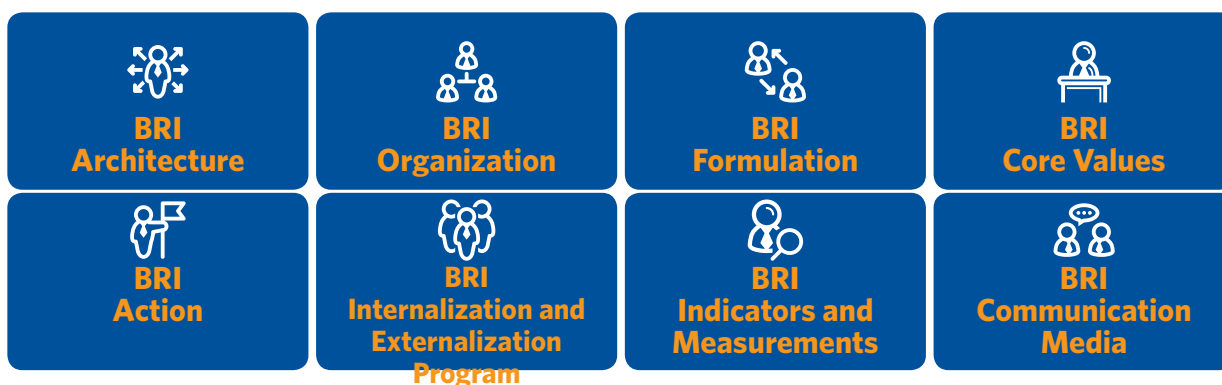 BRI
Architecture
BRI
Organization
BRI
Formulation
BRI
Core Values
BRI
Action
BRI
Internalization and
Externalization
Program
BRI
Indicators and
Measurements
BRI
Communication
Media